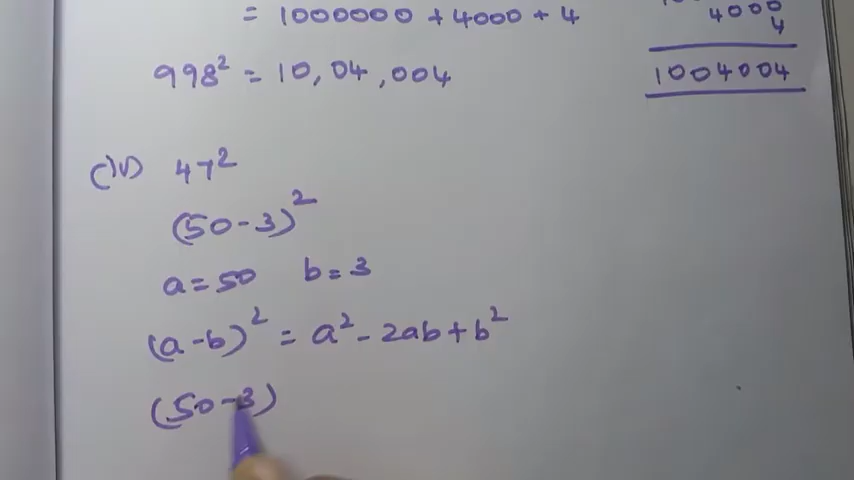 = 1000000 + 4000 + 4
4000
4
998² = 10,04,004
1004004
(iv) 47²
(50-3)²
a=50 b=3
(a-b)² = a² - 2ab + b²
(50-3)